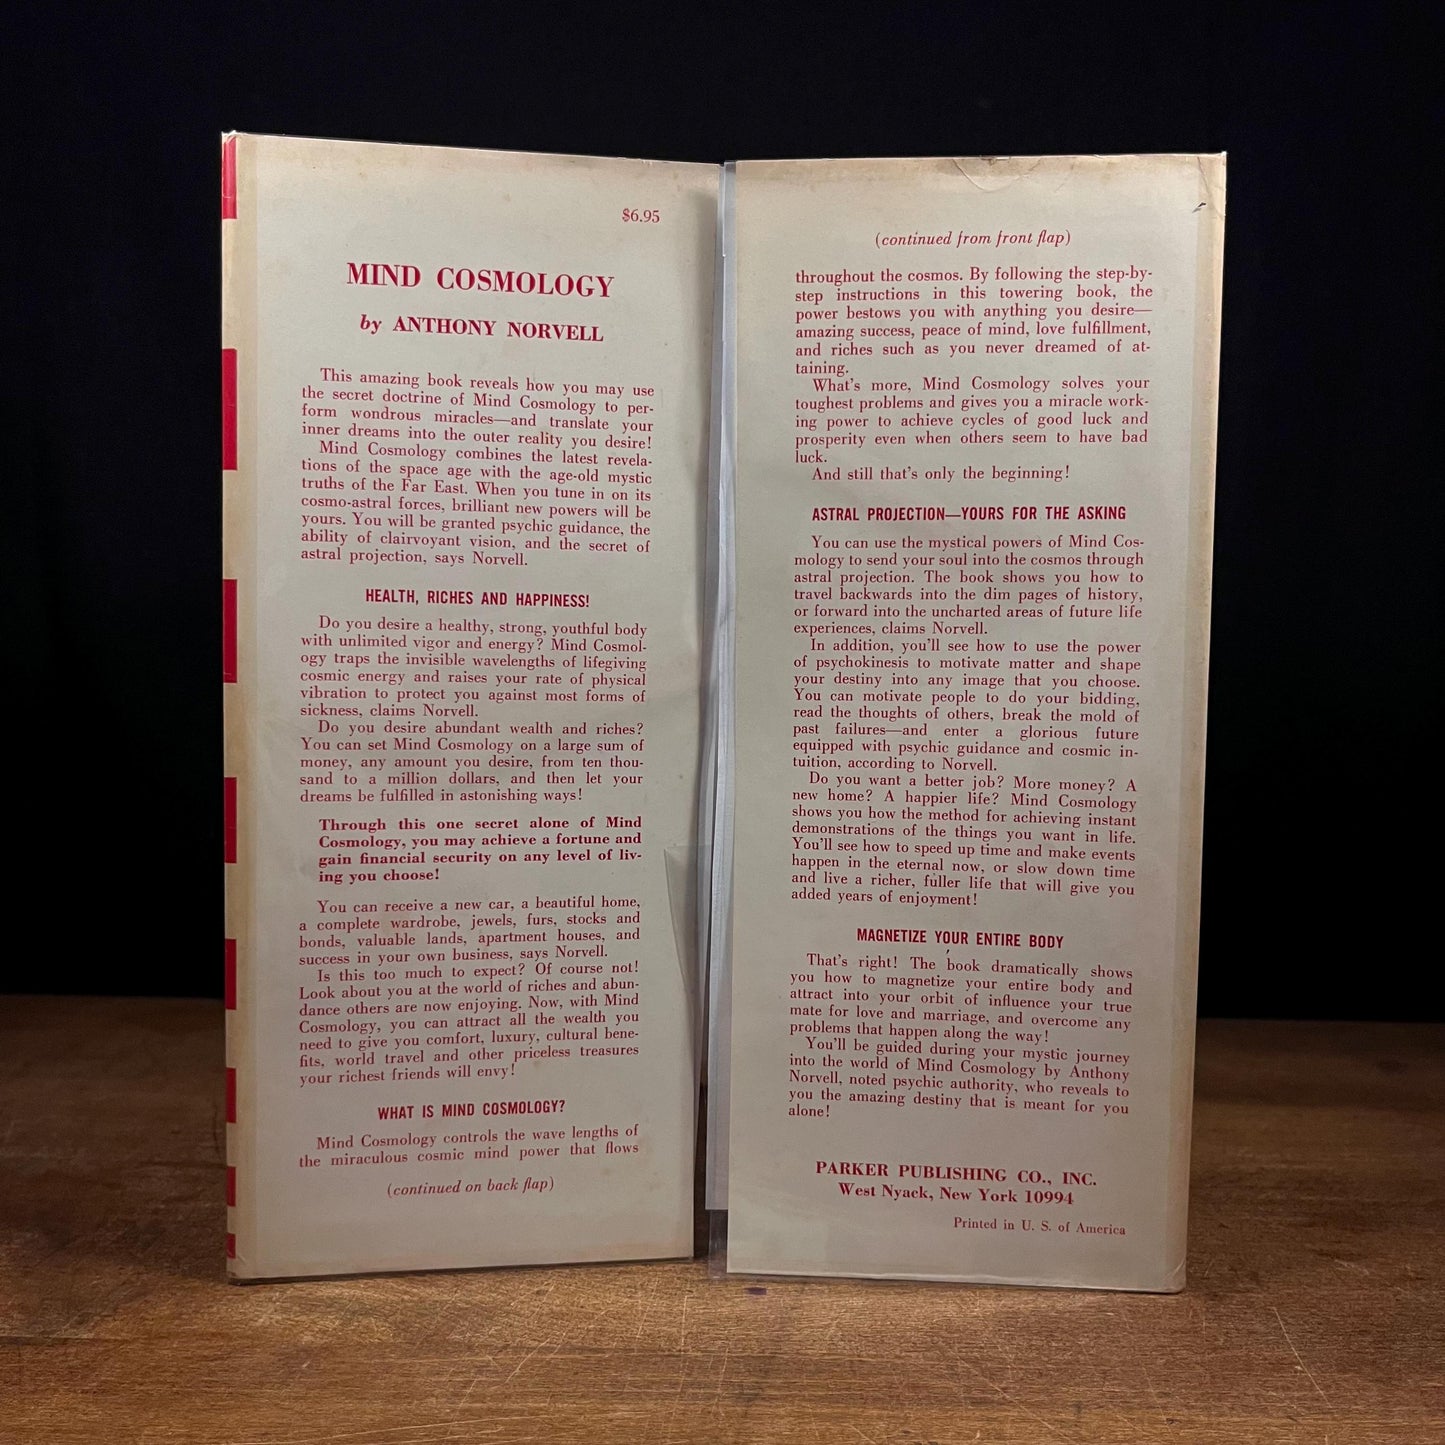 $6.95
MIND COSMOLOGY
by ANTHONY NORVELL
This amazing book reveals how you may use
the secret doctrine of Mind Cosmology to per-
form wondrous miracles—and translate your
inner dreams into the outer reality you desire!
Mind Cosmology combines the latest revela-
tions of the space age with the age-old mystic
truths of the Far East. When you tune in on its
cosmo-astral forces, brilliant new powers will be
yours. You will be granted psychic guidance, the
ability of clairvoyant vision, and the secret of
astral projection, says Norvell.
HEALTH, RICHES AND HAPPINESS!
Do you desire a healthy, strong, youthful body
with unlimited vigor and energy? Mind Cosmol-
ogy traps the invisible wavelengths of lifegiving
cosmic energy and raises your rate of physical
vibration to protect you against most forms of
sickness, claims Norvell.
Do you desire abundant wealth and riches?
You can set Mind Cosmology on a large sum of
money, any amount you desire, from ten thou-
sand to a million dollars, and then let your
dreams be fulfilled in astonishing ways!
Through this one secret alone of Mind
Cosmology, you may achieve a fortune and
gain financial security on any level of liv-
ing you choose!
You can receive a new car, a beautiful home,
a complete wardrobe, jewels, furs, stocks and
bonds, valuable lands, apartment houses, and
success in your own business, says Norvell.
Is this too much to expect? Of course not!
Look about you at the world of riches and abun-
dance others are now enjoying. Now, with Mind
Cosmology, you can attract all the wealth you
need to give you comfort, luxury, cultural bene-
fits, world travel and other priceless treasures
your richest friends will envy!
WHAT IS MIND COSMOLOGY?
Mind Cosmology controls the wave lengths of
the miraculous cosmic mind power that flows
(continued on back flap)
(continued from front flap)
throughout the cosmos. By following the step-by-
step instructions in this towering book, the
power bestows you with anything you desire—
amazing success, peace of mind, love fulfillment,
and riches such as you never dreamed of at-
taining.
What's more, Mind Cosmology solves your
toughest problems and gives you a miracle work-
ing power to achieve cycles of good luck and
prosperity even when others seem to have bad
luck.
And still that's only the beginning!
ASTRAL PROJECTION—YOURS FOR THE ASKING
You can use the mystical powers of Mind Cos-
mology to send your soul into the cosmos through
astral projection. The book shows you how to
travel backwards into the dim pages of history,
or forward into the uncharted areas of future life
experiences, claims Norvell.
In addition, you'll see how to use the power
of psychokinesis to motivate matter and shape
your destiny into any image that you choose.
You can motivate people to do your bidding,
read the thoughts of others, break the mold of
past failures—and enter a glorious future
equipped with psychic guidance and cosmic in-
tuition, according to Norvell.
Do you want a better job? More money? A
new home? A happier life? Mind Cosmology
shows you how the method for achieving instant
demonstrations of the things you want in life.
You'll see how to speed up time and make events
happen in the eternal now, or slow down time
and live a richer, fuller life that will give you
added years of enjoyment!
MAGNETIZE YOUR ENTIRE BODY
That's right! The book dramatically shows
you how to magnetize your entire body and
attract into your orbit of influence your true
mate for love and marriage, and overcome any
problems that happen along the way!
You'll be guided during your mystic journey
into the world of Mind Cosmology by Anthony
Norvell, noted psychic authority, who reveals to
you the amazing destiny that is meant for you
alone!
PARKER PUBLISHING CO., INC.
West Nyack, New York 10994
Printed in U. S. of America